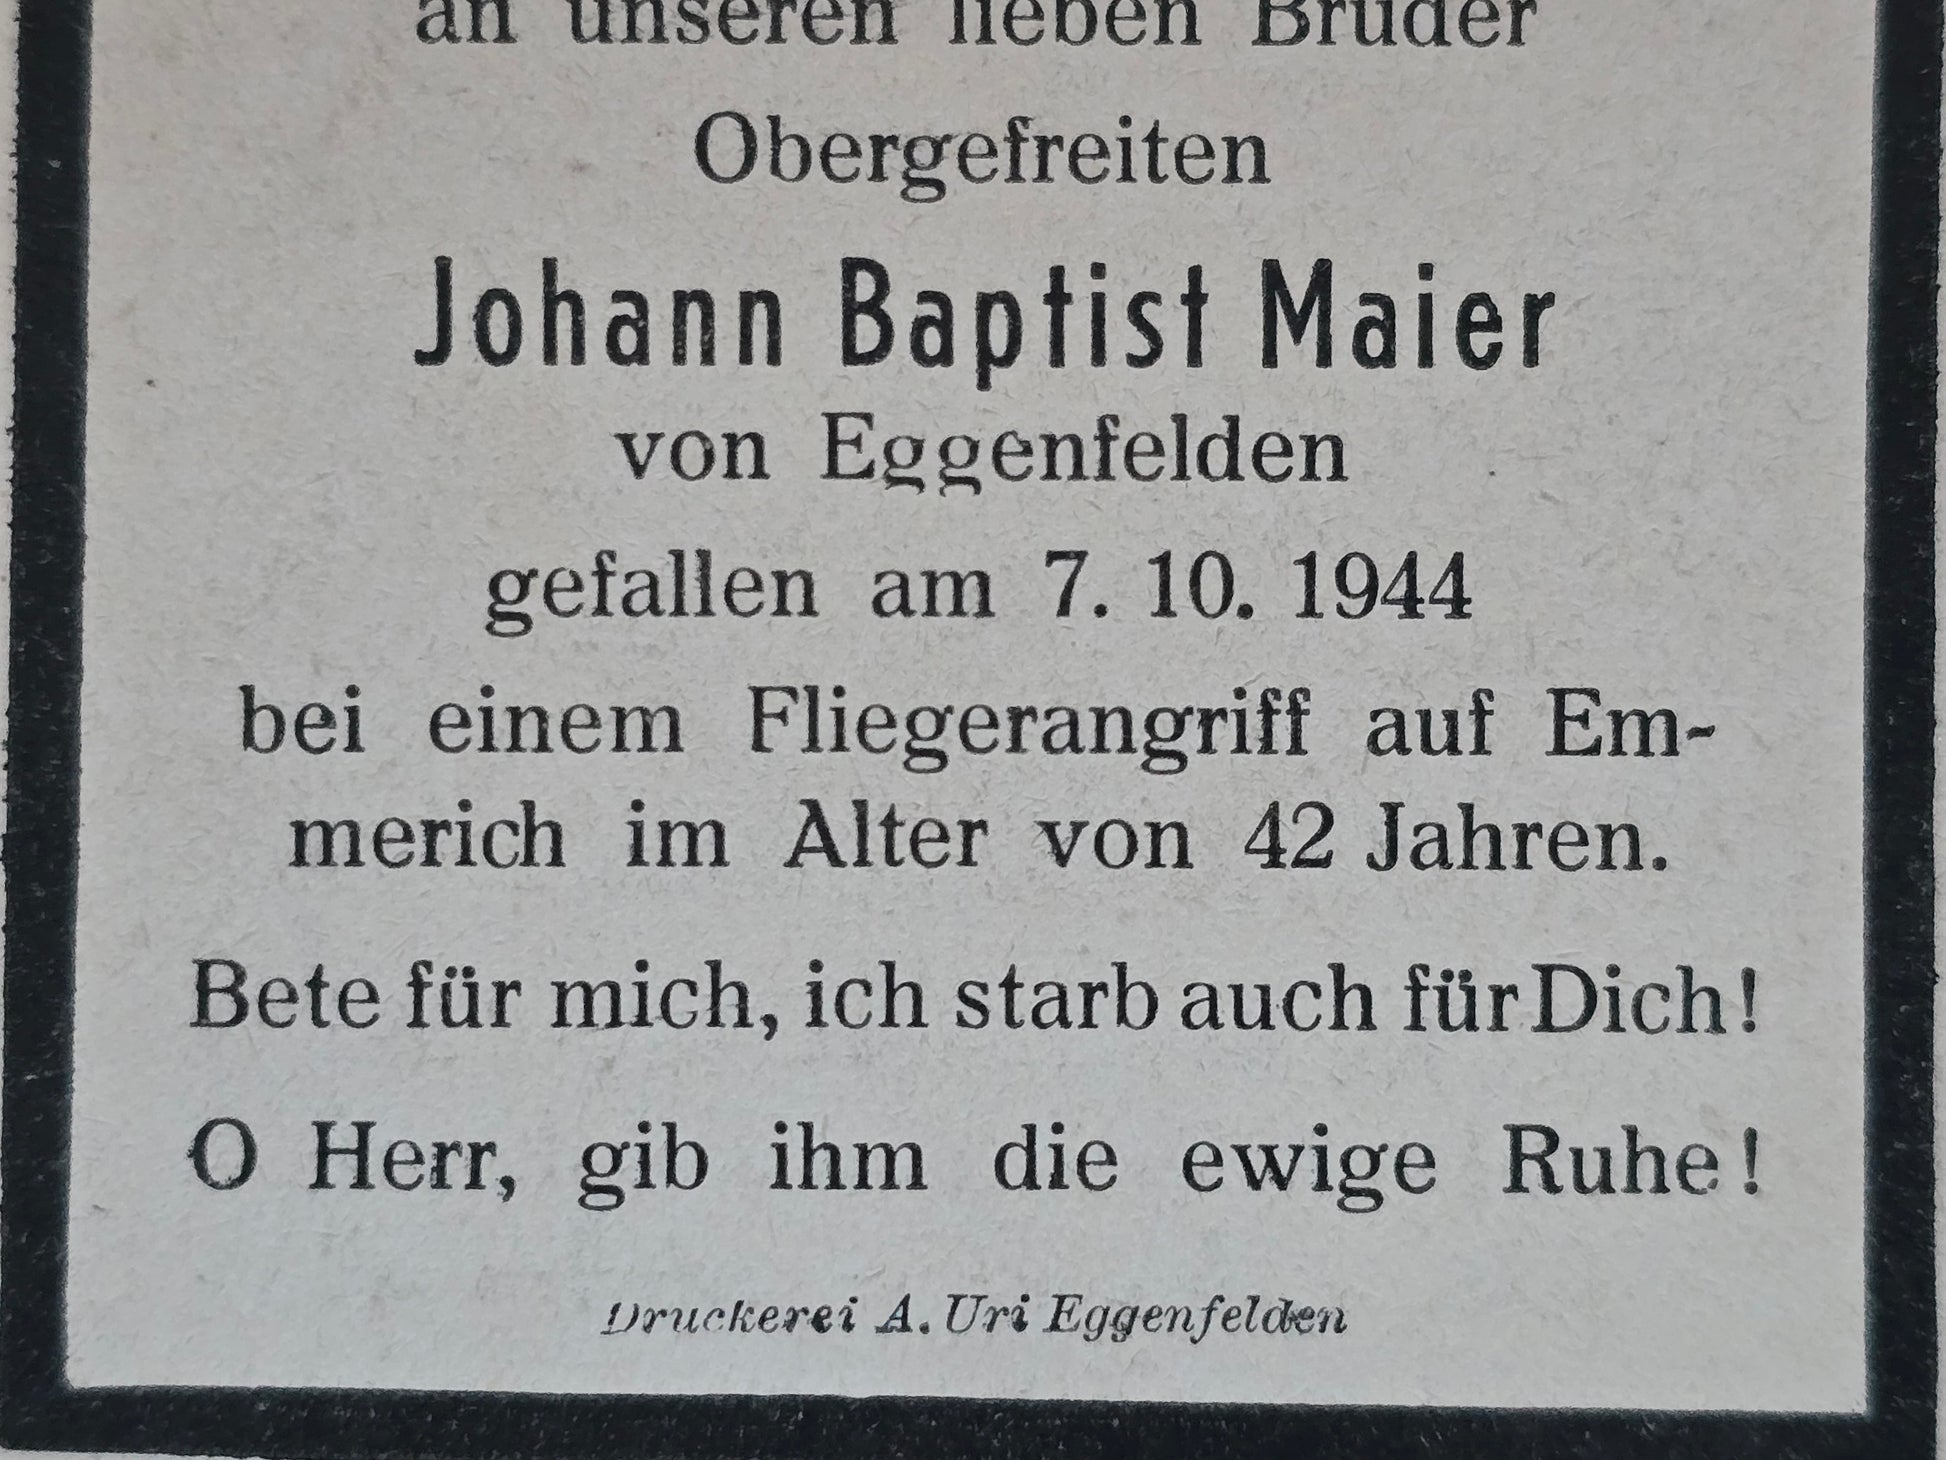 an unseren lieben Bruder
Obergefreiten
Johann Baptist Maier
von Eggenfelden
gefallen am 7. 10. 1944
bei einem Fliegerangriff auf Em-
merich im Alter von 42 Jahren.
Bete für mich, ich starb auch für Dich!
O Herr, gib ihm die ewige Ruhe!
Druckerei A. Uri Eggenfelden